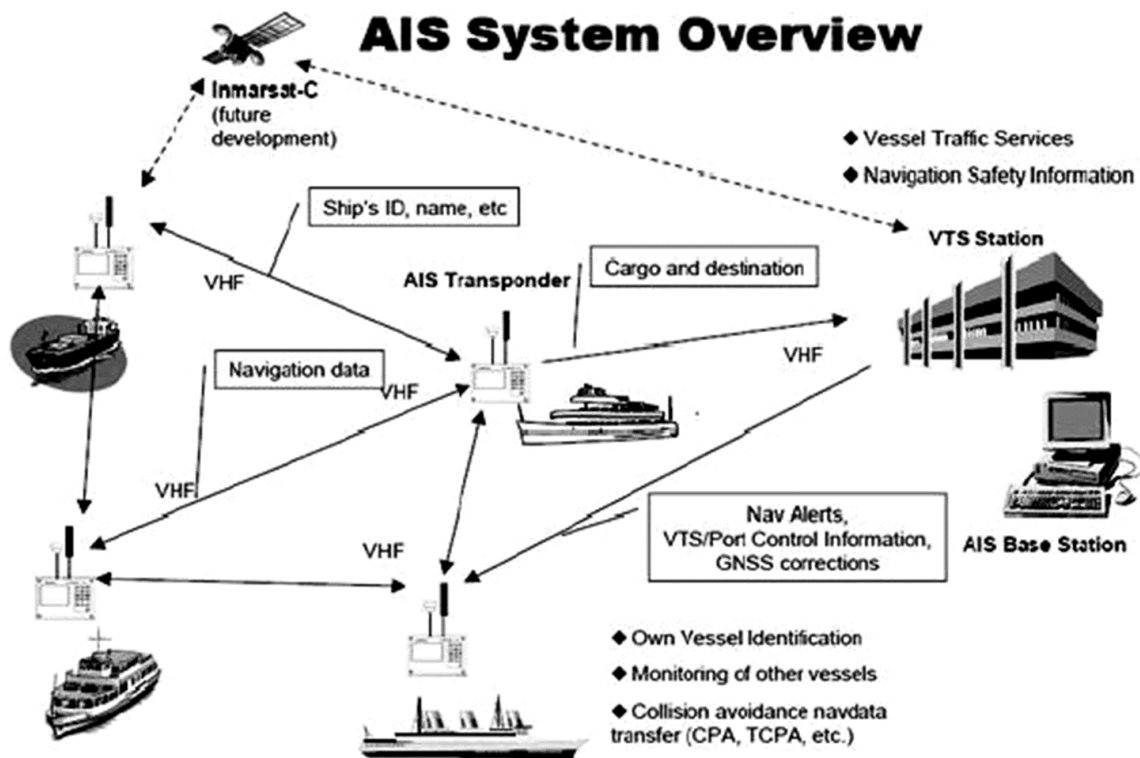 AIS System Overview
Inmarsat-C
(future
development)
◆ Vessel Traffic Services
◆ Navigation Safety Information
Ship's ID, name, etc
VTS Station
VHF
AIS Transponder
Cargo and destination
VHF
Navigation data
VHF
VHF
Nav Alerts,
VTS/Port Control Information,
GNSS corrections
AIS Base Station
VHF
◆ Own Vessel Identification
◆ Monitoring of other vessels
◆ Collision avoidance navdata
transfer (CPA, TCPA, etc.)